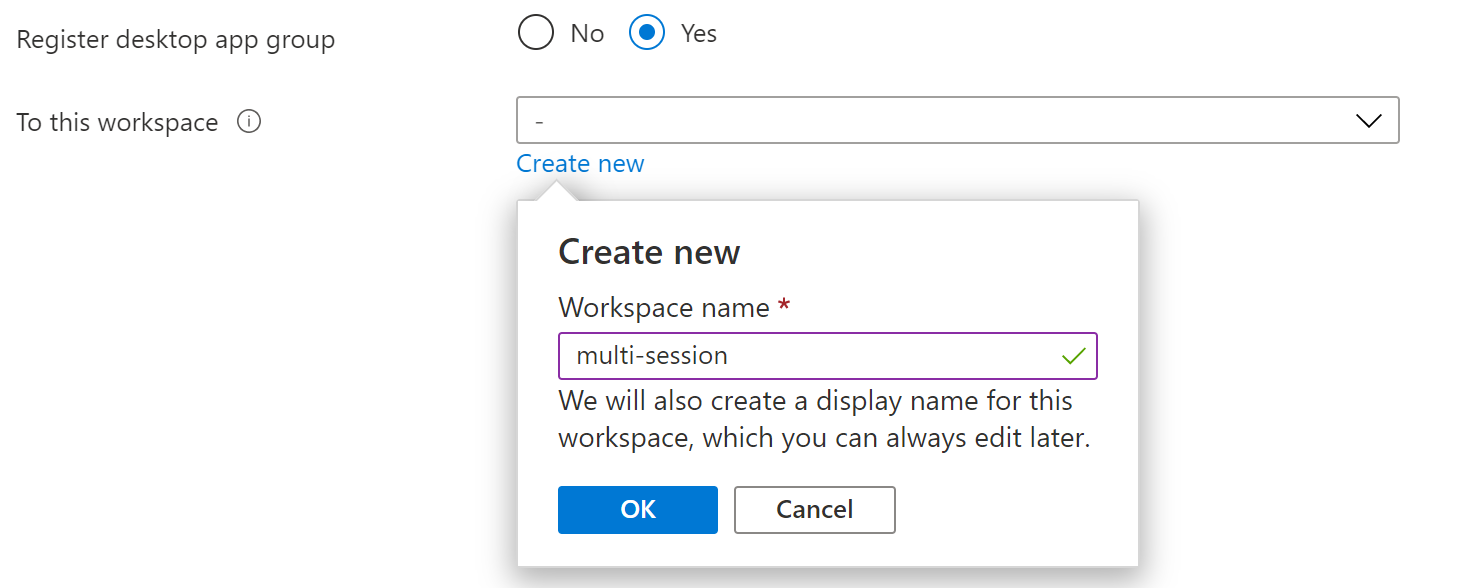 Register desktop app group No Yes
To this workspace -
Create new
Create new
Workspace name *
multi-session
We will also create a display name for this
workspace, which you can always edit later.
OK Cancel